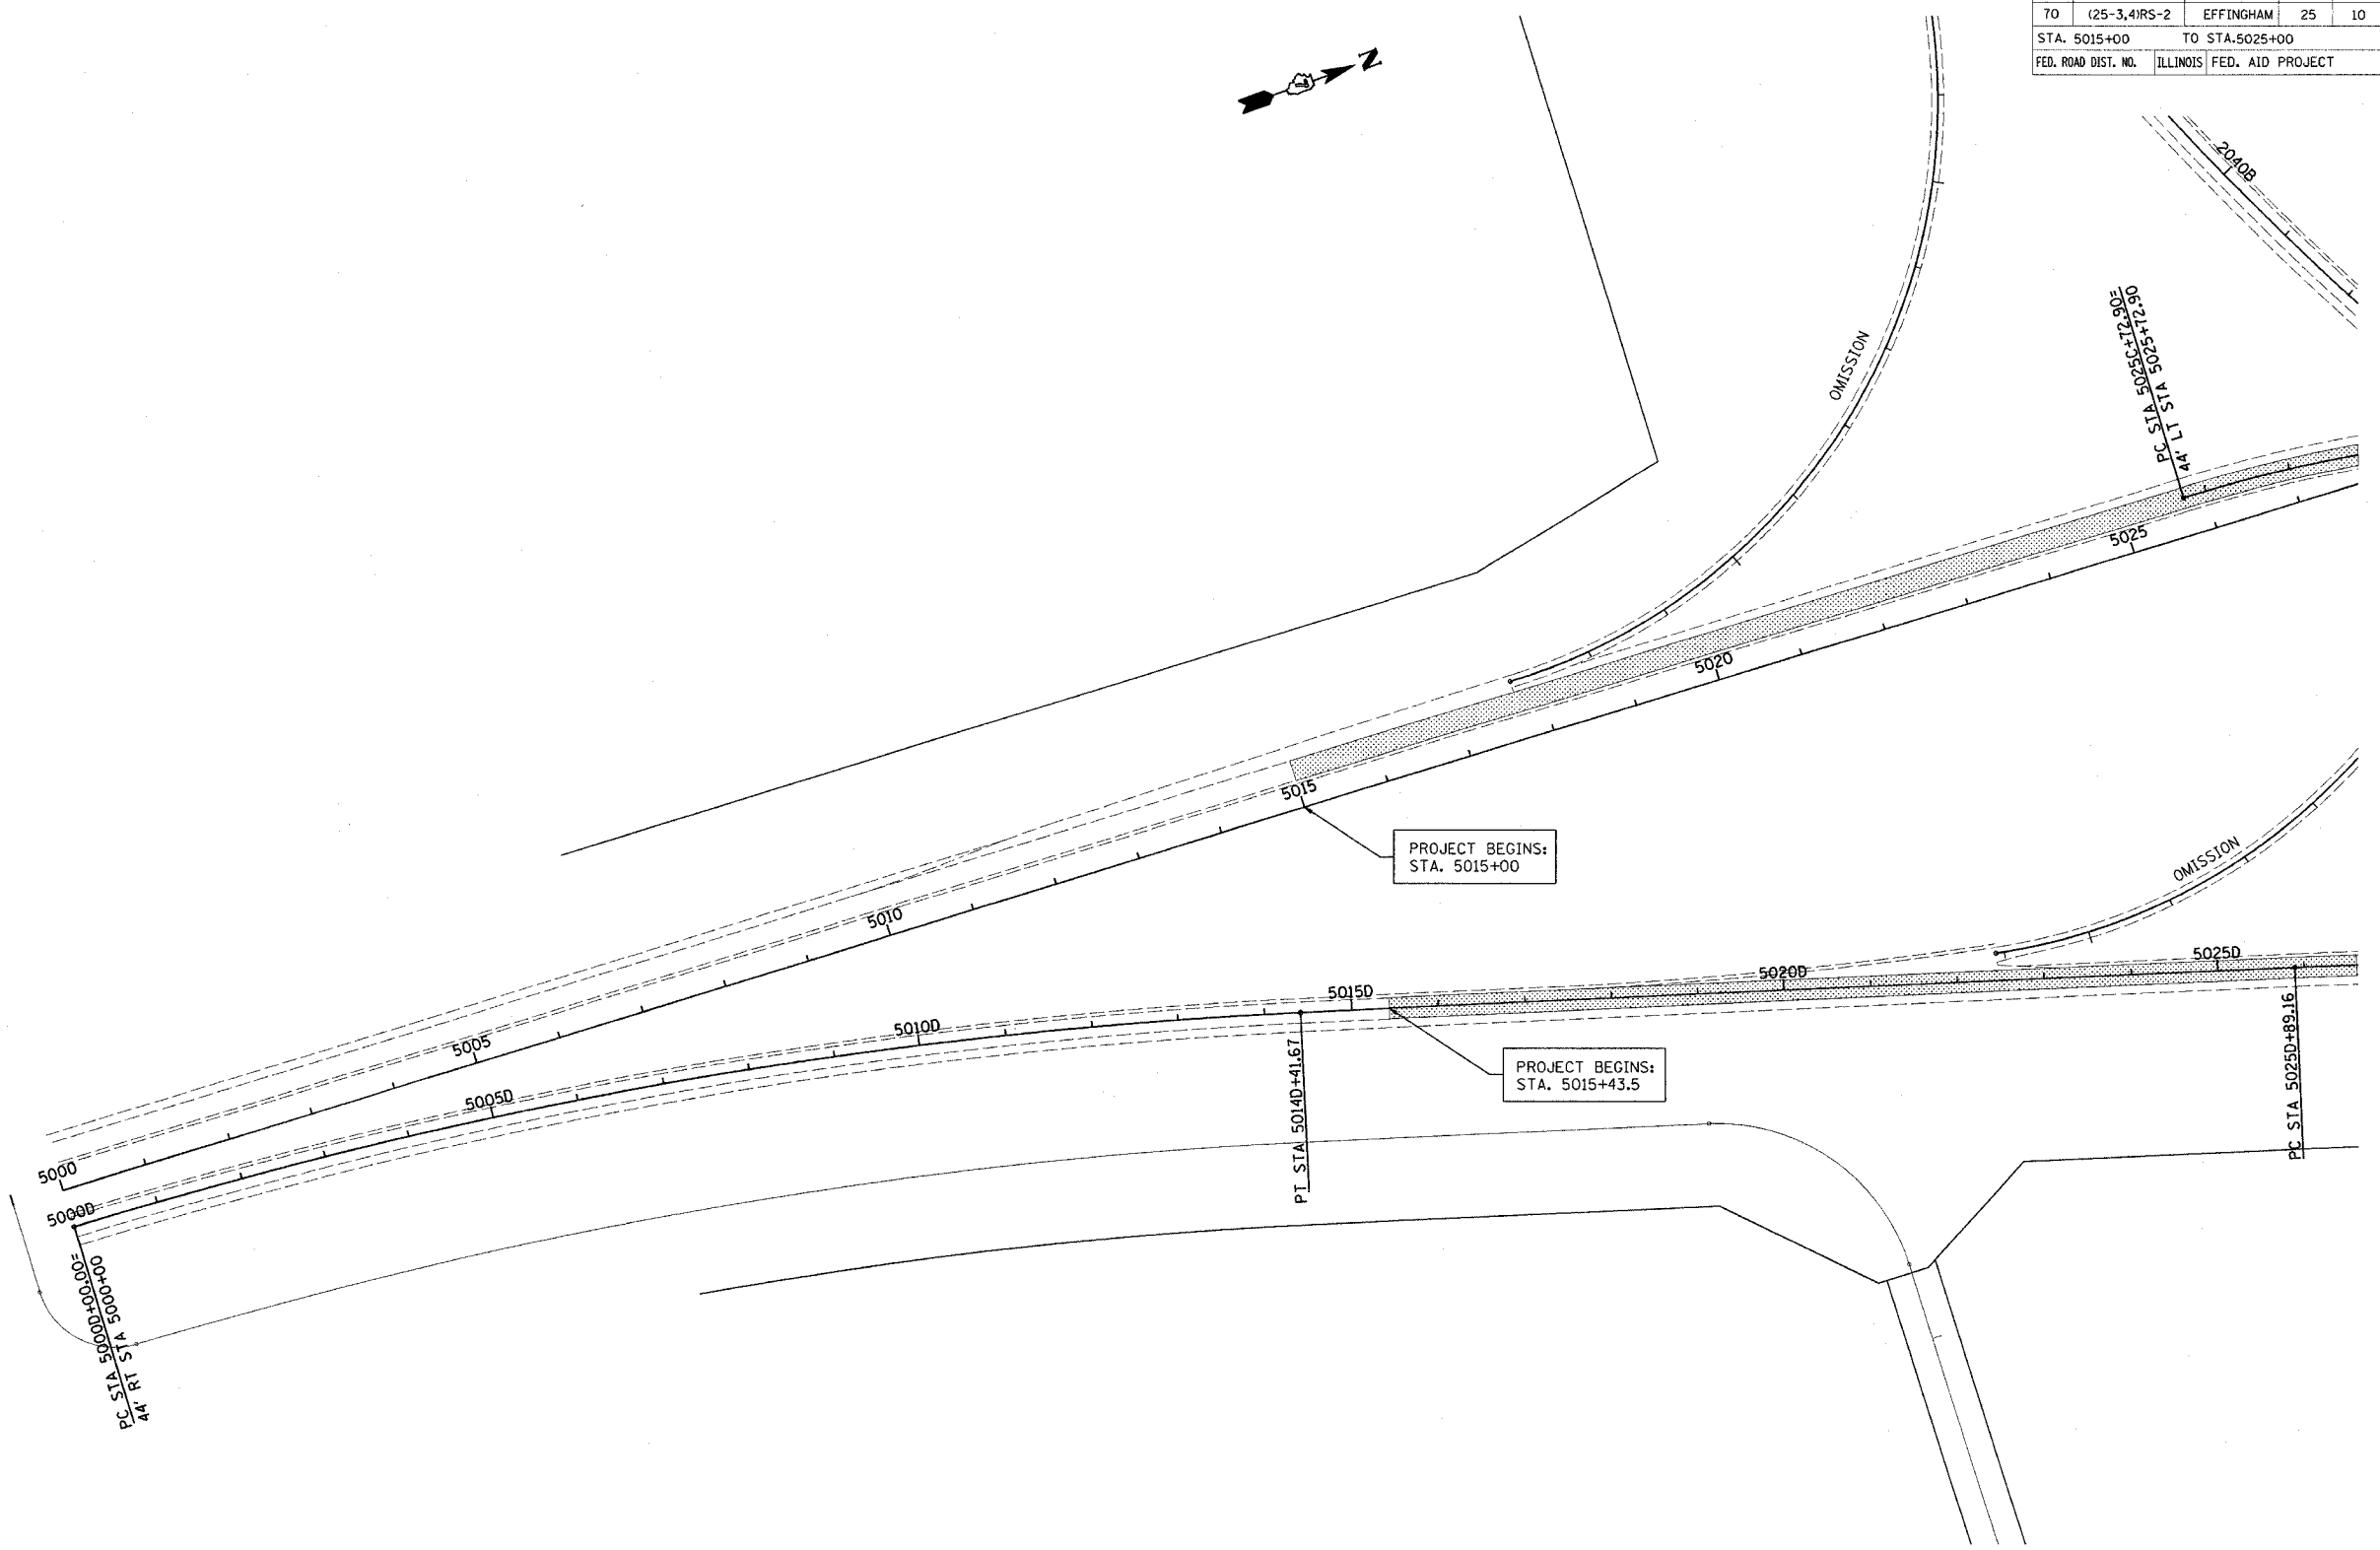 70 (25-3,4)RS-2 EFFINGHAM 25 10
STA. 5015+00 TO STA.5025+00
FED. ROAD DIST. NO. ILLINOIS FED. AID PROJECT
N
2040B
OMISSION
PC STA 5025C+72.90=
44' LT STA 5025+72.90
5025
5020
5015
PROJECT BEGINS:
STA. 5015+00
OMISSION
5010
5025D
5020D
5015D
5010D
5005
5005D
PT STA 5014D+41.67
PROJECT BEGINS:
STA. 5015+43.5
PC STA 5025D+89.16
5000
5000D
PC STA 5000D+00.00=
44' RT STA 5000+00